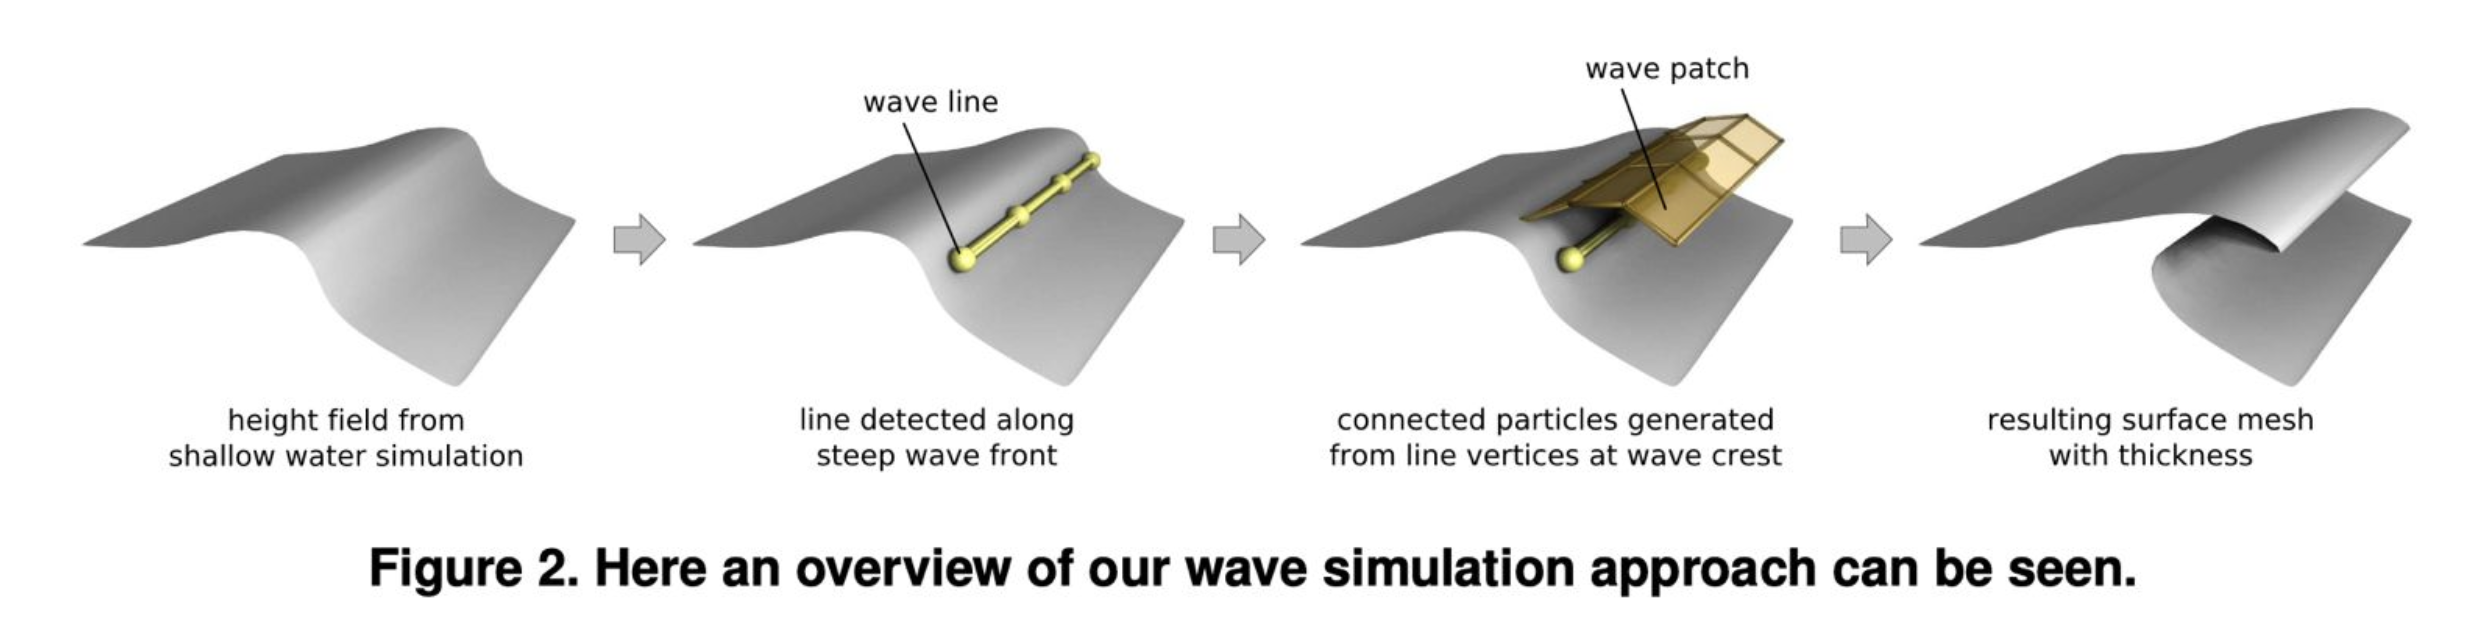 wave line
wave patch
height field from
shallow water simulation
line detected along
steep wave front
connected particles generated
from line vertices at wave crest
resulting surface mesh
with thickness
Figure 2. Here an overview of our wave simulation approach can be seen.